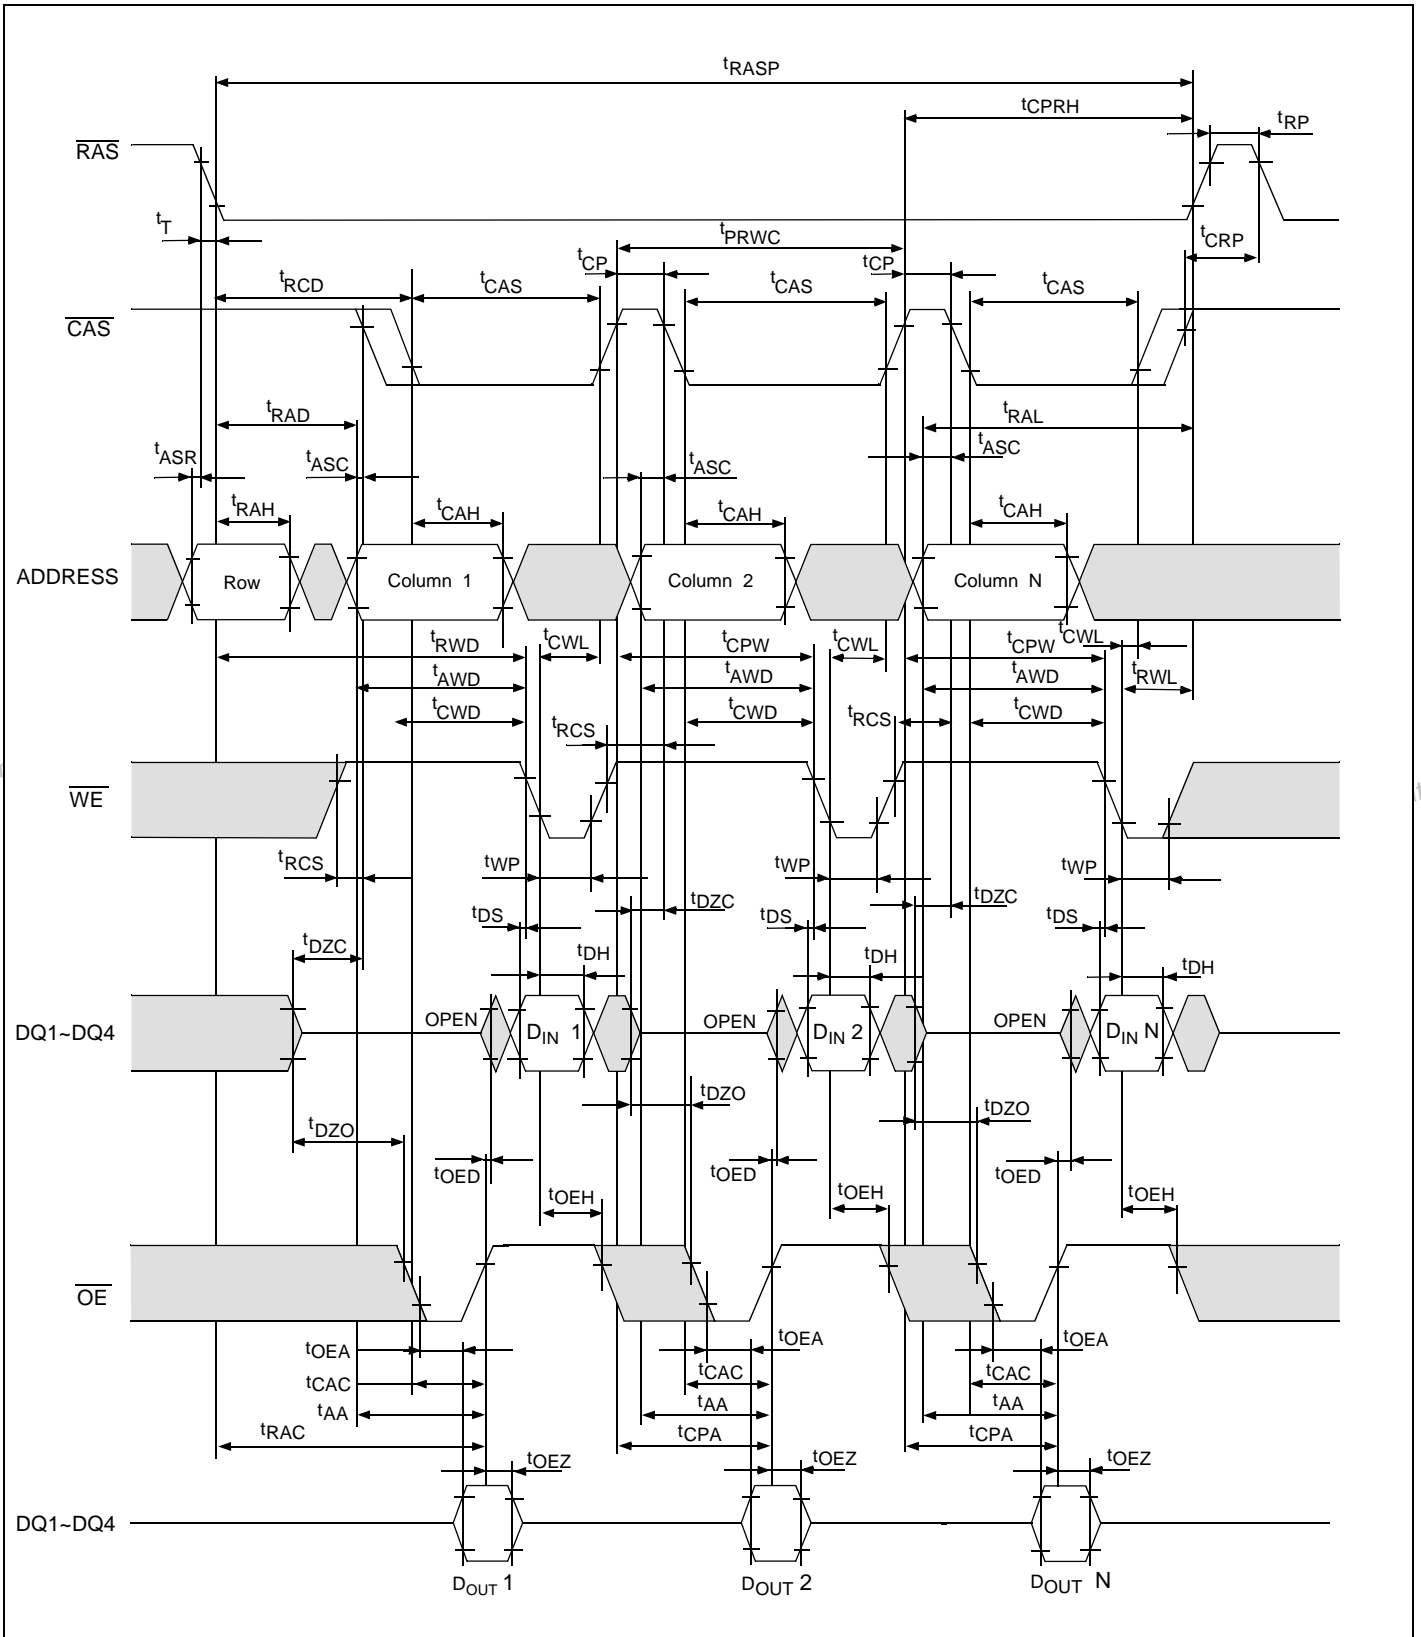 tRASP
tCPRH
tRP
RAS
tT
tPRWC
tCRP
tCP
tCP
tRCD
tCAS
tCAS
tCAS
CAS
tRAD
tRAL
tASR
tASC
tASC
tASC
tRAH
tCAH
tCAH
tCAH
ADDRESS
Row
Column 1
Column 2
Column N
tRWD
tCWL
tCPW
tCWL
tCPW
tCWL
tAWD
tAWD
tAWD
tRWL
tCWD
tRCS
tCWD
tRCS
tCWD
WE
tRCS
tWP
tWP
tWP
tDZC
tDZC
tDS
tDS
tDS
tDZC
tDH
tDH
tDH
DQ1~DQ4
OPEN
DIN 1
OPEN
DIN 2
OPEN
DIN N
tDZO
tDZO
tDZO
tOED
tOED
tOED
tOEH
tOEH
tOEH
OE
tOEA
tOEA
tOEA
tCAC
tCAC
tCAC
tAA
tAA
tAA
tRAC
tCPA
tCPA
tOEZ
tOEZ
tOEZ
DQ1~DQ4
DOUT 1
DOUT 2
DOUT N